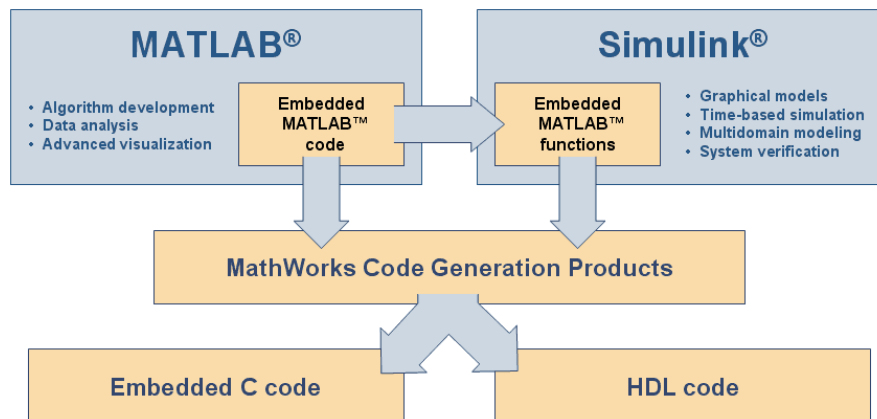 MATLAB®
• Algorithm development
• Data analysis
• Advanced visualization
Embedded
MATLAB™
code
Simulink®
Embedded
MATLAB™
functions
• Graphical models
• Time-based simulation
• Multidomain modeling
• System verification
MathWorks Code Generation Products
Embedded C code
HDL code